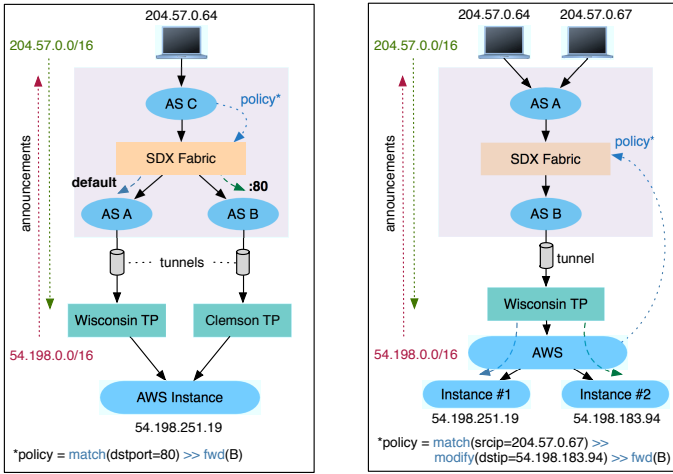 204.57.0.64
204.57.0.0/16
AS C
policy*
SDX Fabric
default
:80
AS A
AS B
announcements
tunnels
Wisconsin TP
Clemson TP
54.198.0.0/16
AWS Instance
54.198.251.19
*policy = match(dstport=80) >> fwd(B)
204.57.0.64
204.57.0.67
204.57.0.0/16
AS A
policy*
SDX Fabric
announcements
AS B
tunnel
Wisconsin TP
54.198.0.0/16
AWS
Instance #1
Instance #2
54.198.251.19
54.198.183.94
*policy = match(srcip=204.57.0.67) >>
modify(dstip=54.198.183.94) >> fwd(B)